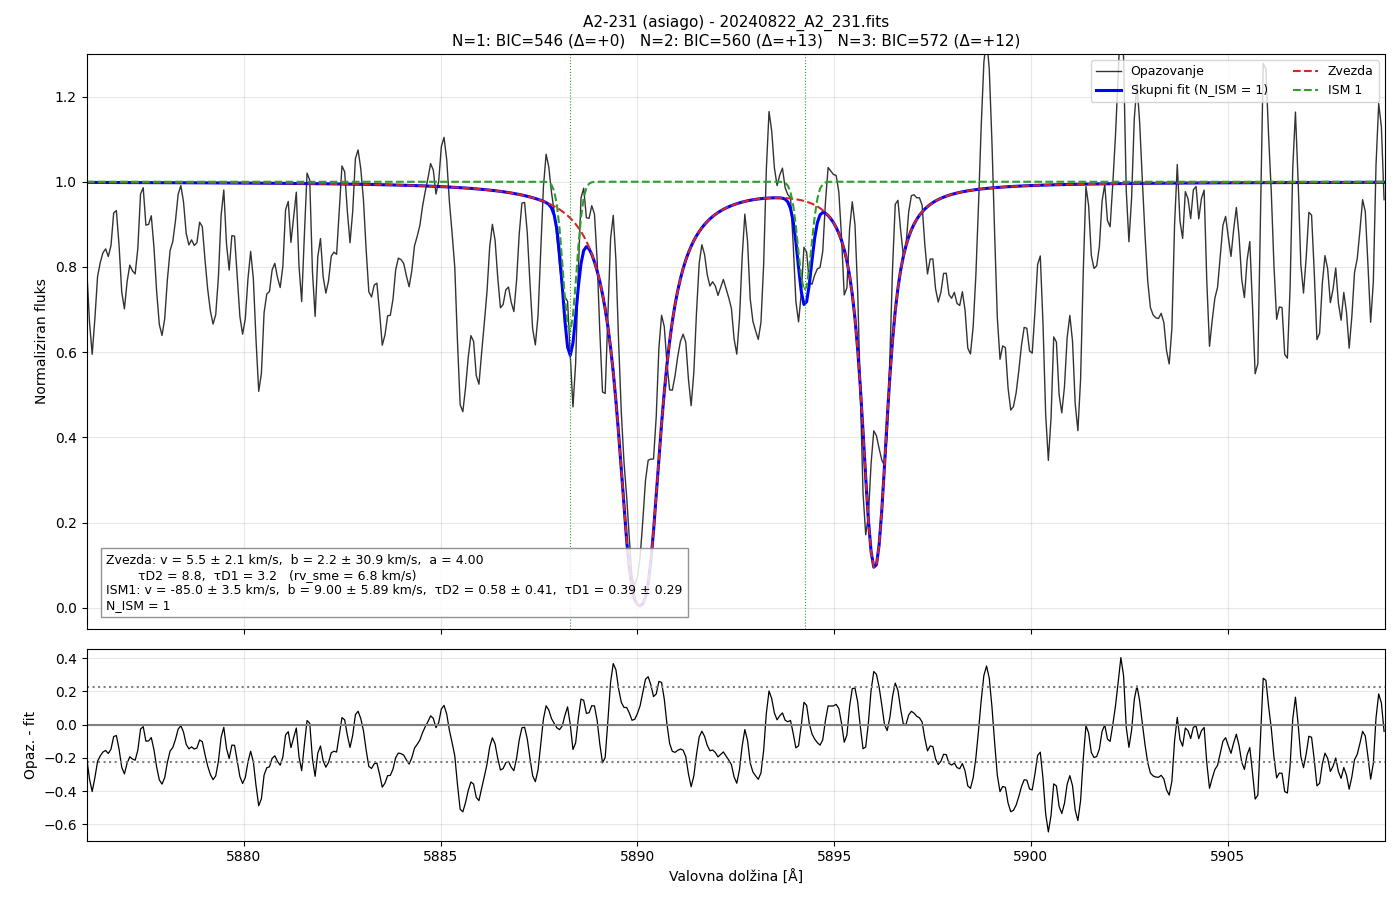 A2-231 (asiago) - 20240822_A2_231.fits
N=1: BIC=546 (Δ=+0)   N=2: BIC=560 (Δ=+13)   N=3: BIC=572 (Δ=+12)
Opazovanje
Skupni fit (N_ISM = 1)
Zvezda
ISM 1
Normaliziran fluks
1.2
1.0
0.8
0.6
0.4
0.2
0.0
Zvezda: v = 5.5 ± 2.1 km/s,  b = 2.2 ± 30.9 km/s,  a = 4.00
τD2 = 8.8,  τD1 = 3.2   (rv_sme = 6.8 km/s)
ISM1: v = -85.0 ± 3.5 km/s,  b = 9.00 ± 5.89 km/s,  τD2 = 0.58 ± 0.41,  τD1 = 0.39 ± 0.29
N_ISM = 1
Opaz. - fit
0.4
0.2
0.0
−0.2
−0.4
−0.6
5880
5885
5890
5895
5900
5905
Valovna dolžina [Å]